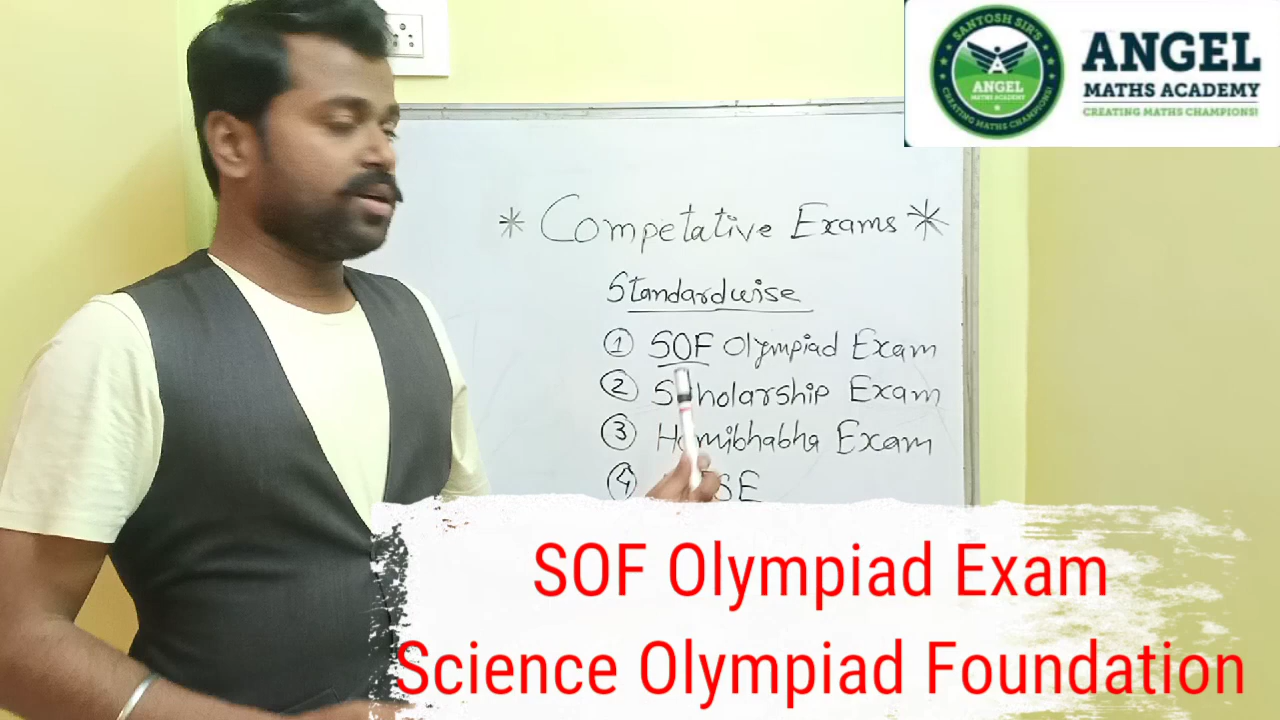 SANTOSH SIR'S
ANGEL
MATHS ACADEMY
CREATING MATHS CHAMPIONS!
ANGEL
MATHS ACADEMY
CREATING MATHS CHAMPIONS!
* Competative Exams *
Standardwise
① SOF Olympiad Exam
② Scholarship Exam
③ Homibhabha Exam
④
SOF Olympiad Exam
Science Olympiad Foundation